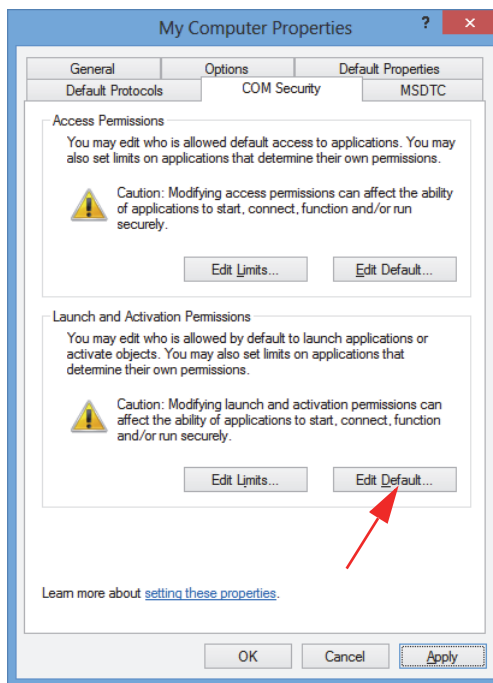 My Computer Properties
?
×
General
Options
Default Properties
Default Protocols
COM Security
MSDTC
Access Permissions
You may edit who is allowed default access to applications. You may
also set limits on applications that determine their own permissions.
Caution: Modifying access permissions can affect the ability
of applications to start, connect, function and/or run
securely.
Edit Limits...
Edit Default...
Launch and Activation Permissions
You may edit who is allowed by default to launch applications or
activate objects. You may also set limits on applications that
determine their own permissions.
Caution: Modifying launch and activation permissions can
affect the ability of applications to start, connect, function
and/or run securely.
Edit Limits...
Edit Default...
Learn more about setting these properties.
OK
Cancel
Apply